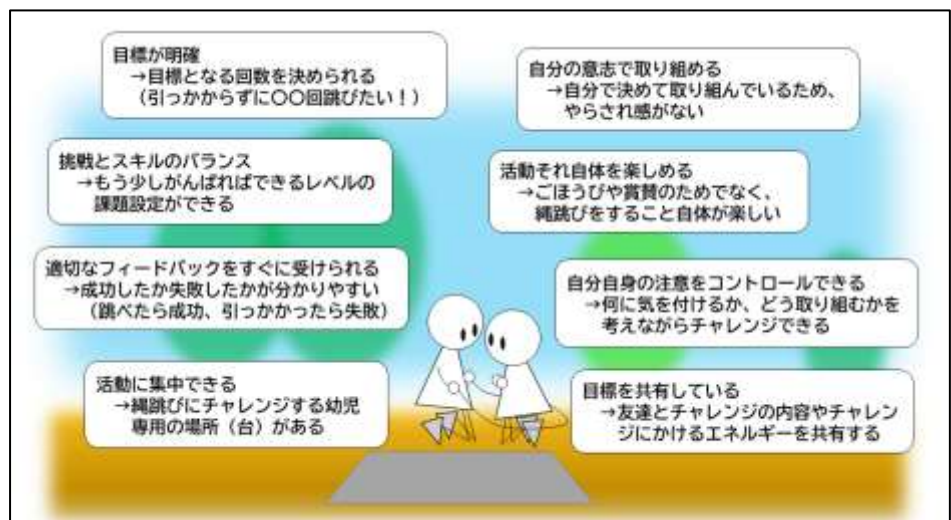 目標が明確
→目標となる回数を決められる
（引っかからずに〇〇回跳びたい！）
挑戦とスキルのバランス
→もう少しがんばればできるレベルの
課題設定ができる
適切なフィードバックをすぐに受けられる
→成功したか失敗したかが分かりやすい
（跳べたら成功、引っかかったら失敗）
活動に集中できる
→縄跳びにチャレンジする幼児
専用の場所（台）がある
自分の意志で取り組める
→自分で決めて取り組んでいるため、
やらされ感がない
活動それ自体を楽しめる
→ごほうびや賞賛のためでなく、
縄跳びをすること自体が楽しい
自分自身の注意をコントロールできる
→何に気を付けるか、どう取り組むかを
考えながらチャレンジできる
目標を共有している
→友達とチャレンジの内容やチャレン
ジにかけるエネルギーを共有する